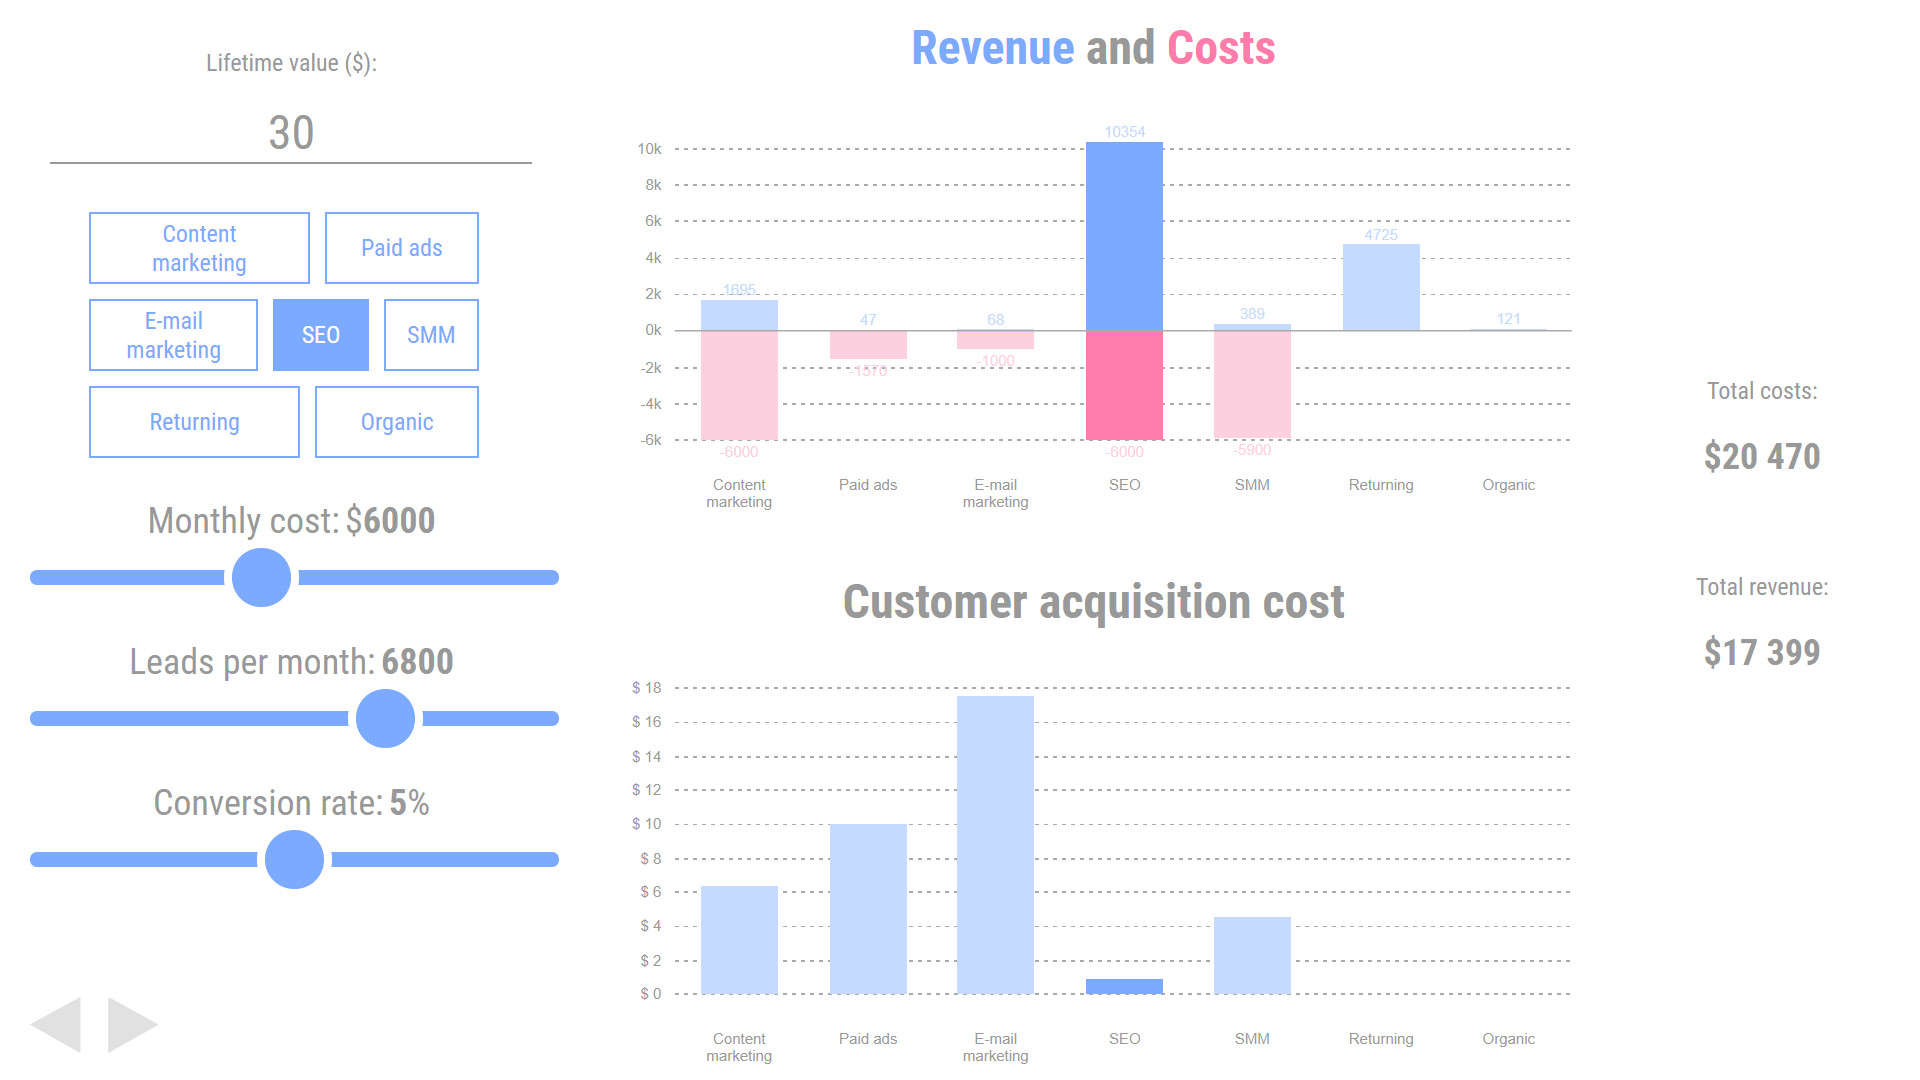 Lifetime value ($):
30
Content
marketing
Paid ads
E-mail
marketing
SEO
SMM
Returning
Organic
Monthly cost: $6000
Leads per month: 6800
Conversion rate: 5%
Revenue and Costs
10k
8k
6k
4k
2k
0k
-2k
-4k
-6k
1695
47
68
10354
389
4725
121
-6000
-1570
-1000
-6000
-5900
Content
marketing
Paid ads
E-mail
marketing
SEO
SMM
Returning
Organic
Customer acquisition cost
$ 18
$ 16
$ 14
$ 12
$ 10
$ 8
$ 6
$ 4
$ 2
$ 0
Content
marketing
Paid ads
E-mail
marketing
SEO
SMM
Returning
Organic
Total costs:
$20 470
Total revenue:
$17 399